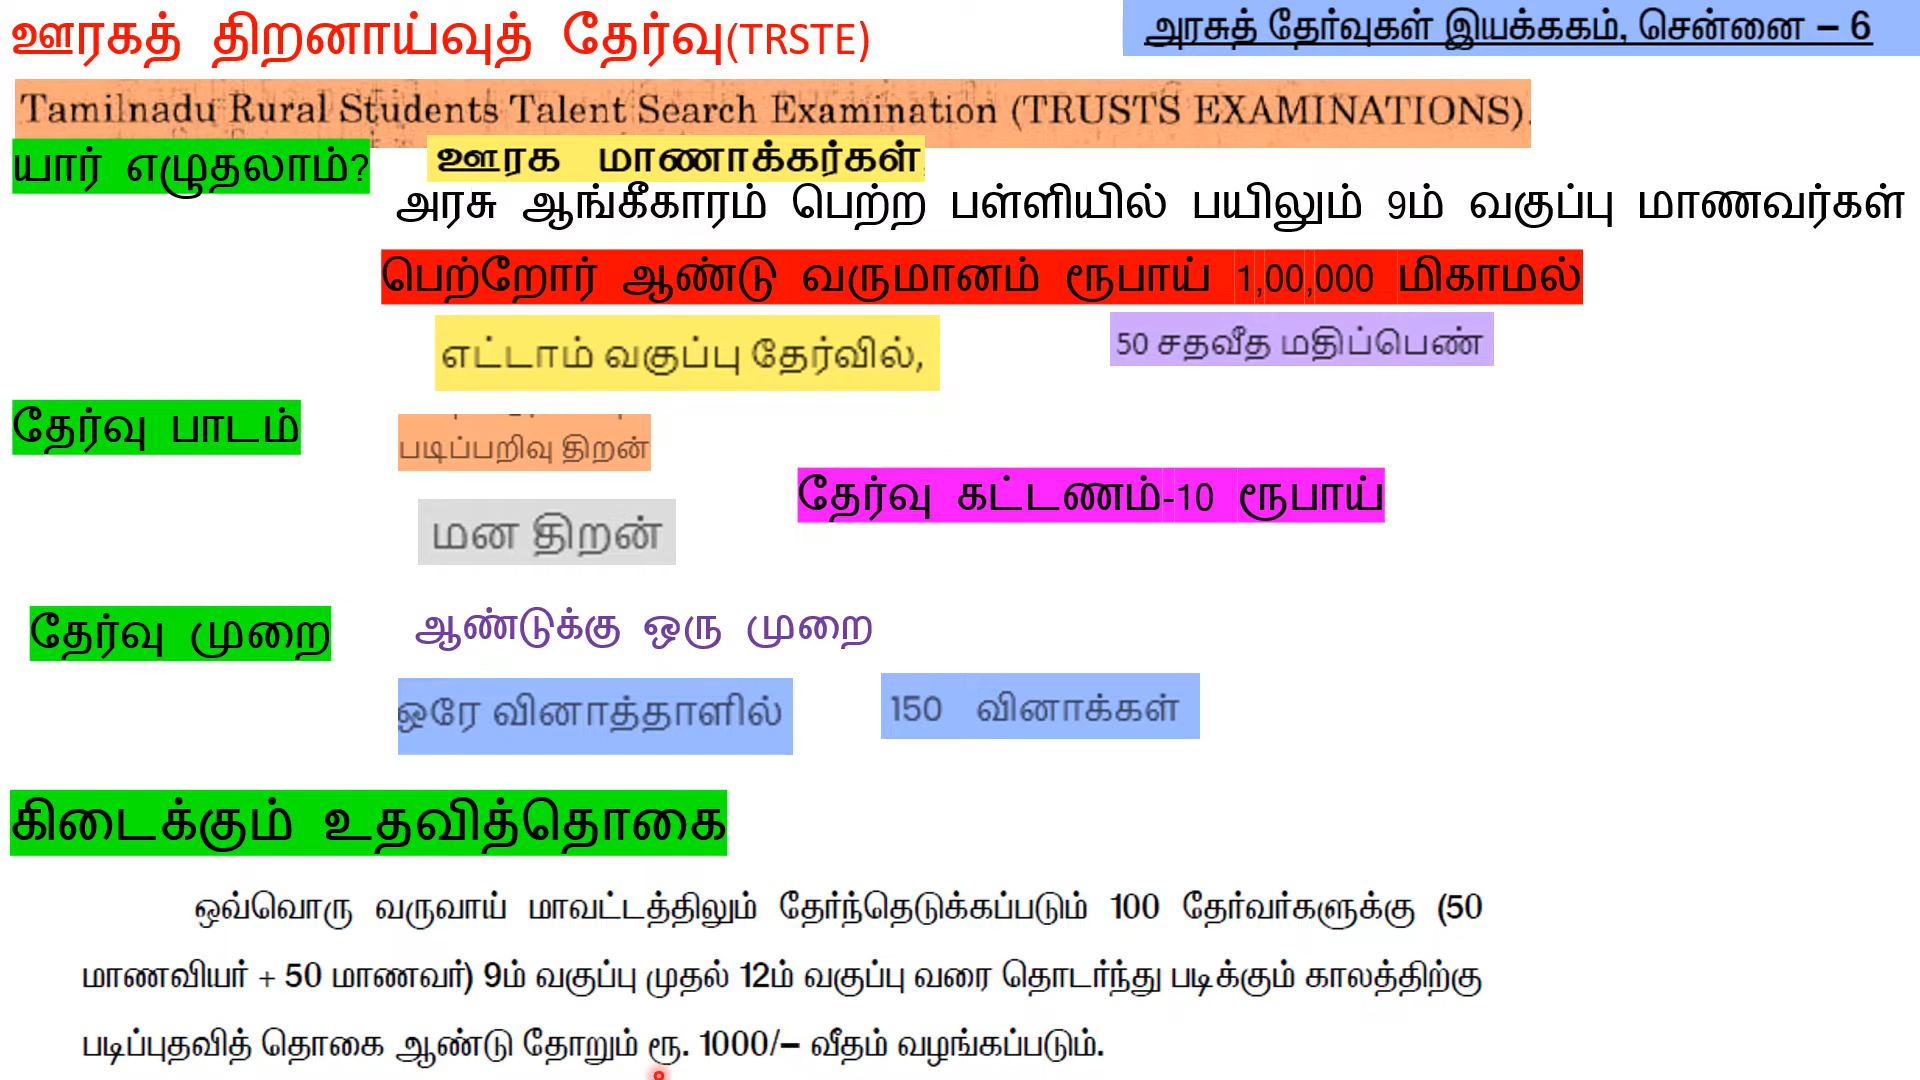 ஊரகத் திறனாய்வுத் தேர்வு(TRSTE)
அரசுத் தேர்வுகள் இயக்ககம், சென்னை – 6
Tamilnadu Rural Students Talent Search Examination (TRUSTS EXAMINATIONS).
யார் எழுதலாம்?
ஊரக மாணாக்கர்கள்
அரசு ஆங்கீகாரம் பெற்ற பள்ளியில் பயிலும் 9ம் வகுப்பு மாணவர்கள்
பெற்றோர் ஆண்டு வருமானம் ரூபாய் 1,00,000 மிகாமல்
எட்டாம் வகுப்பு தேர்வில்,
50 சதவீத மதிப்பெண்
தேர்வு பாடம்
படிப்பறிவு திறன்
தேர்வு கட்டணம்-10 ரூபாய்
மன திறன்
தேர்வு முறை
ஆண்டுக்கு ஒரு முறை
ஒரே வினாத்தாளில்
150 வினாக்கள்
கிடைக்கும் உதவித்தொகை
ஒவ்வொரு வருவாய் மாவட்டத்திலும் தேர்ந்தெடுக்கப்படும் 100 தேர்வர்களுக்கு (50
மாணவியர் + 50 மாணவர்) 9ம் வகுப்பு முதல் 12ம் வகுப்பு வரை தொடர்ந்து படிக்கும் காலத்திற்கு
படிப்புதவித் தொகை ஆண்டு தோறும் ரூ. 1000/– வீதம் வழங்கப்படும்.